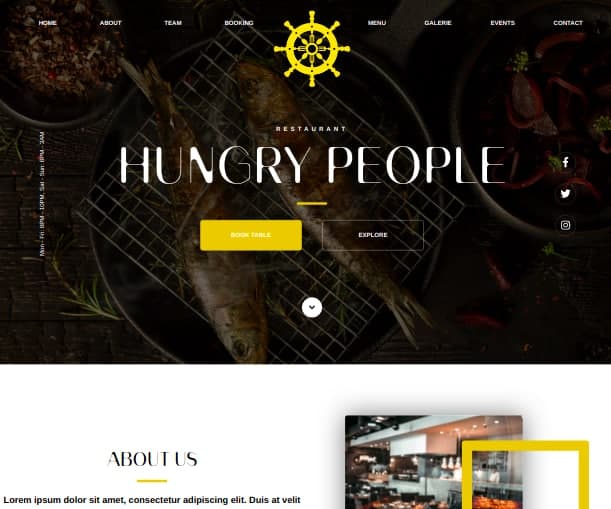 HOME ABOUT TEAM BOOKING MENU GALERIE EVENTS CONTACT
RESTAURANT
HUNGRY PEOPLE
Mon - Fri: 8PM - 10PM, Sat - Sun: 8PM - 3AM
BOOK TABLE EXPLORE
ABOUT US
Lorem ipsum dolor sit amet, consectetur adipiscing elit. Duis at velit